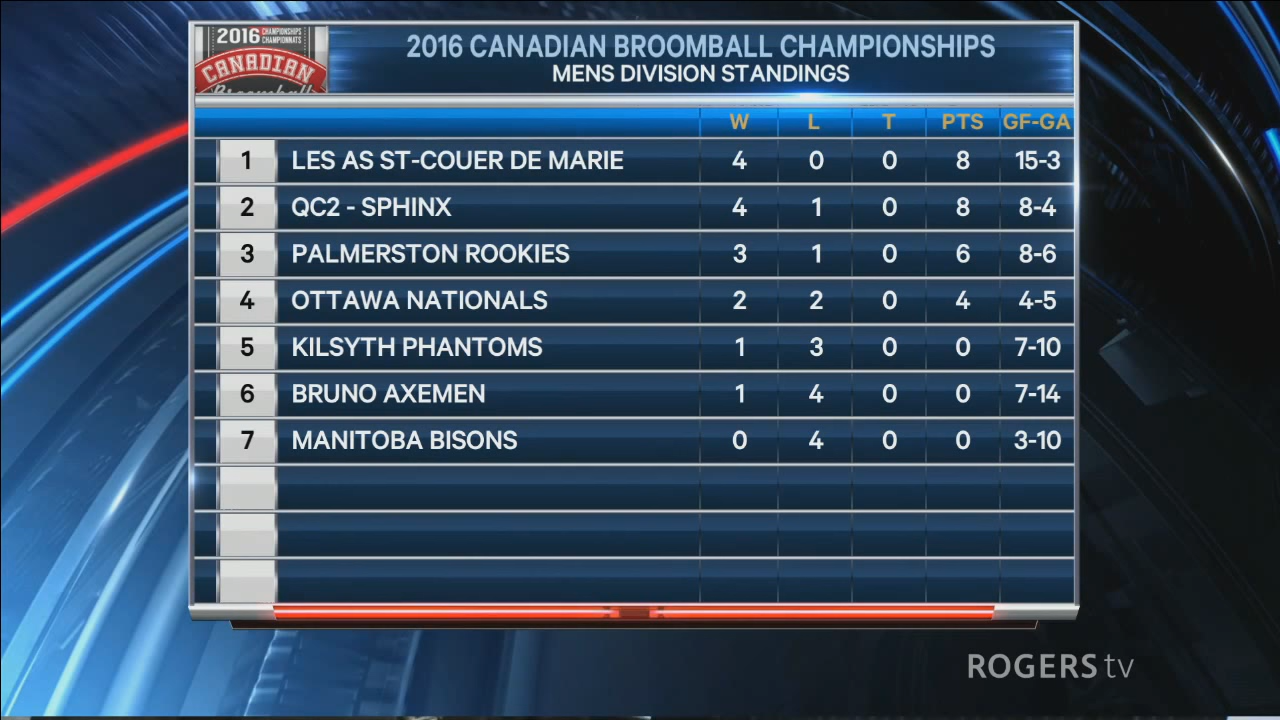 2016 CHAMPIONSHIPS CHAMPIONNATS
CANADIAN
Broomball
2016 CANADIAN BROOMBALL CHAMPIONSHIPS
MENS DIVISION STANDINGS
W L T PTS GF-GA
1 LES AS ST-COUER DE MARIE 4 0 0 8 15-3
2 QC2 - SPHINX 4 1 0 8 8-4
3 PALMERSTON ROOKIES 3 1 0 6 8-6
4 OTTAWA NATIONALS 2 2 0 4 4-5
5 KILSYTH PHANTOMS 1 3 0 0 7-10
6 BRUNO AXEMEN 1 4 0 0 7-14
7 MANITOBA BISONS 0 4 0 0 3-10
ROGERS tv